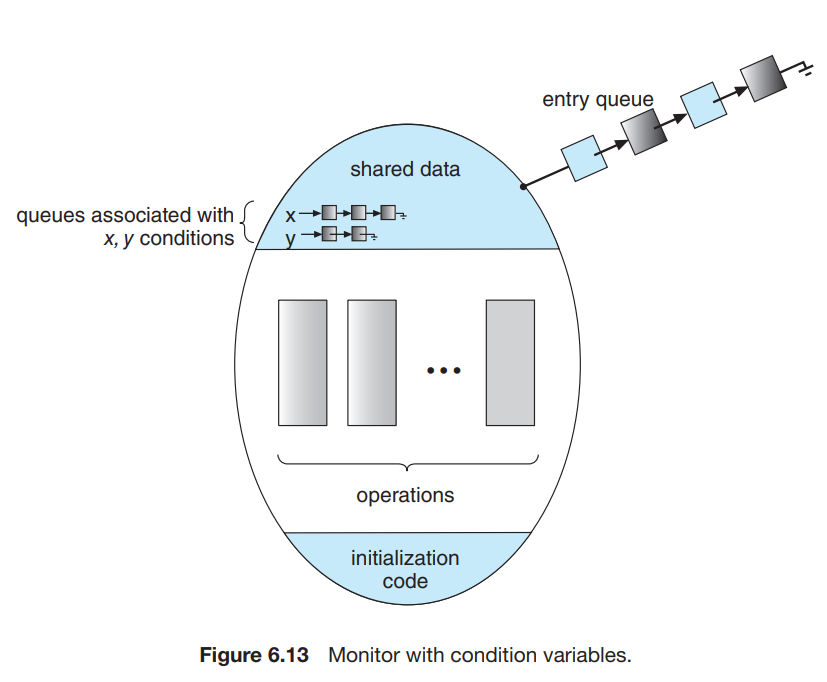 entry queue
shared data
queues associated with
x, y conditions
x
y
...
operations
initialization
code
Figure 6.13 Monitor with condition variables.